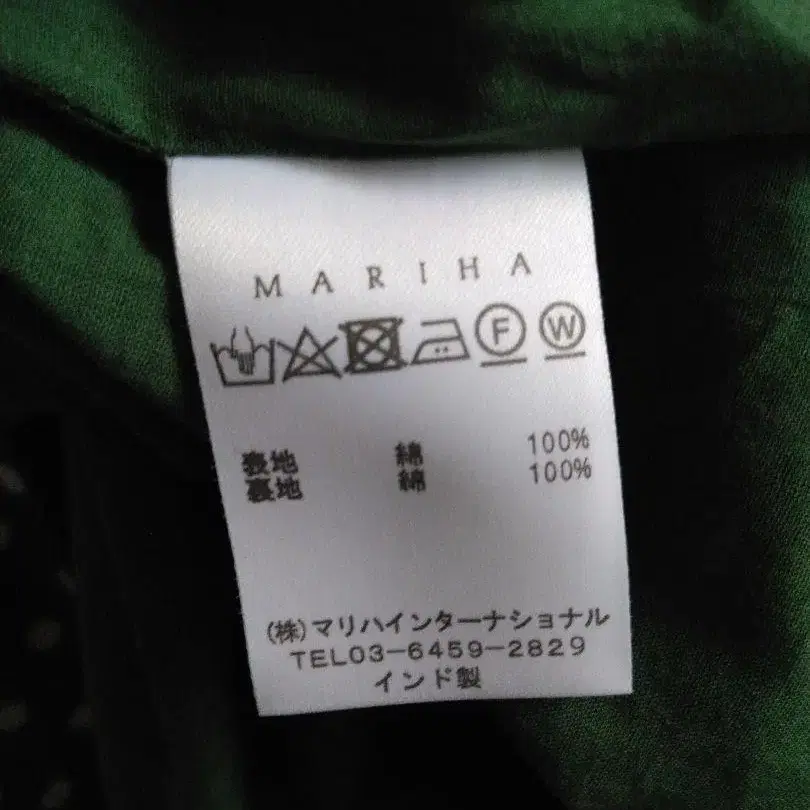 MARIHA
F W
表地 綿 100%
裏地 綿 100%
(株)マリハインターナショナル
TEL03-6459-2829
インド製